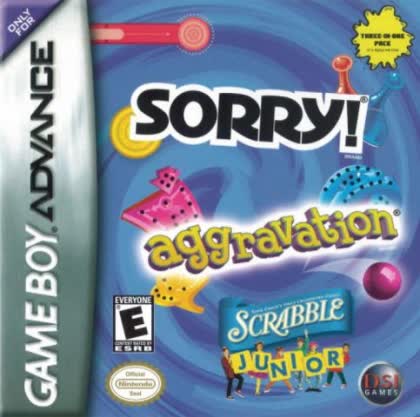 ONLY
FOR
GAME BOY ADVANCE
THREE-IN-ONE
PACK
SORRY!
BRAND
aggravation®
EVERYONE
E
CONTENT RATED BY
ESRB
Official
Nintendo
Seal
SCRABBLE
JUNIOR
DSI
GAMES